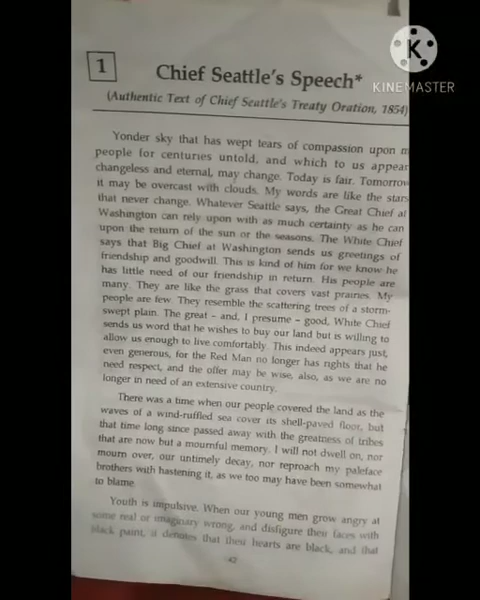 K
KINEMASTER
1
Chief Seattle's Speech*
(Authentic Text of Chief Seattle's Treaty Oration, 1854)
Yonder sky that has wept tears of compassion upon m
people for centuries untold, and which to us appear
changeless and eternal, may change. Today is fair. Tomorrow
it may be overcast with clouds. My words are like the stars
that never change. Whatever Seattle says, the Great Chief at
Washington can rely upon with as much certainty as he can
upon the return of the sun or the seasons. The White Chief
says that Big Chief at Washington sends us greetings of
friendship and goodwill. This is kind of him for we know he
has little need of our friendship in return. His people are
many. They are like the grass that covers vast prairies. My
people are few. They resemble the scattering trees of a storm-
swept plain. The great – and, I presume – good, White Chief
sends us word that he wishes to buy our land but is willing to
allow us enough to live comfortably. This indeed appears just,
even generous, for the Red Man no longer has rights that he
need respect, and the offer may be wise, also, as we are no
longer in need of an extensive country.
There was a time when our people covered the land as the
waves of a wind-ruffled sea cover its shell-paved floor, but
that time long since passed away with the greatness of tribes
that are now but a mournful memory. I will not dwell on, nor
mourn over, our untimely decay, nor reproach my paleface
brothers with hastening it, as we too may have been somewhat
to blame.
Youth is impulsive. When our young men grow angry at
some real or imaginary wrong, and disfigure their faces with
black paint, it denotes that their hearts are black, and that
42